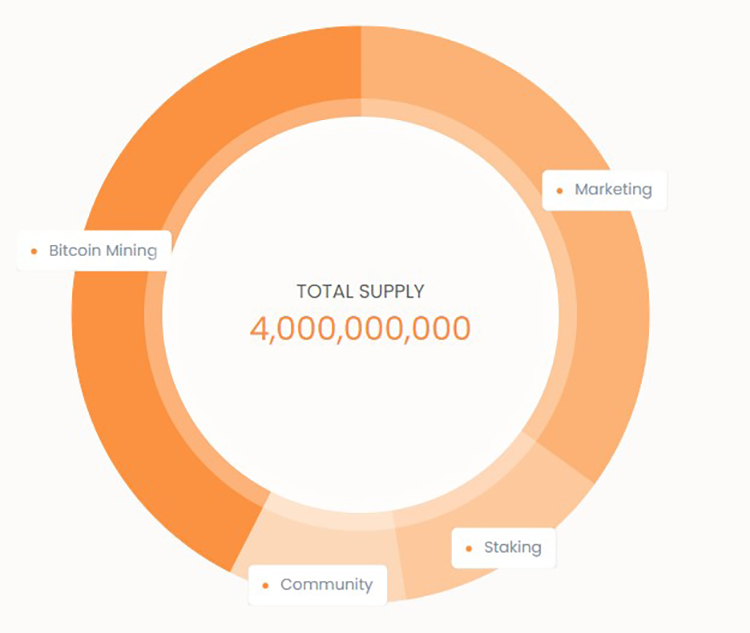 Marketing
Bitcoin Mining
TOTAL SUPPLY
4,000,000,000
Staking
Community